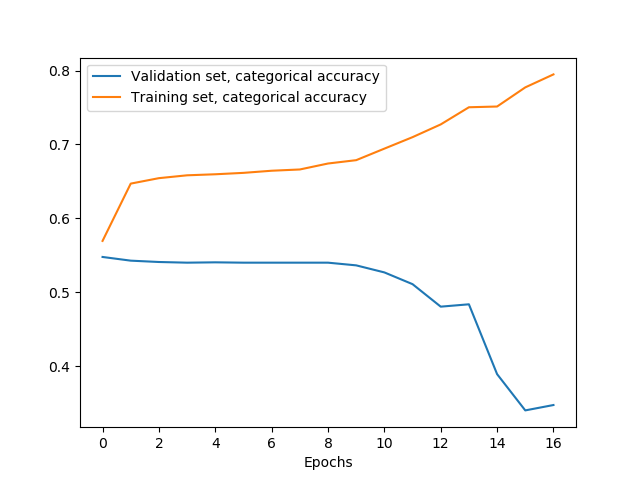 Validation set, categorical accuracy
Training set, categorical accuracy
0.8
0.7
0.6
0.5
0.4
0 2 4 6 8 10 12 14 16
Epochs